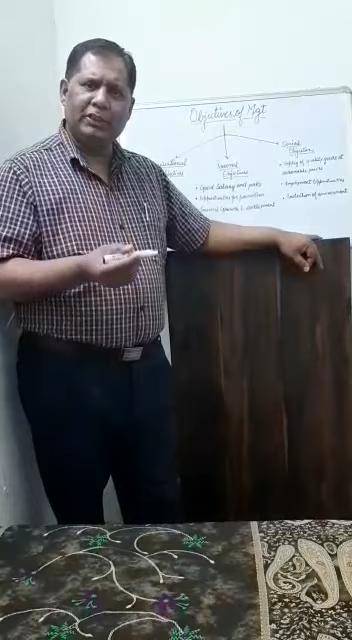 Objectives of Mgt
Social
Objectives
Personal
Objectives
• Supply of quality goods at
reasonable prices
• Employment Opportunities
• Protection of environment
• Good Salary and perks
• Opportunities for promotion